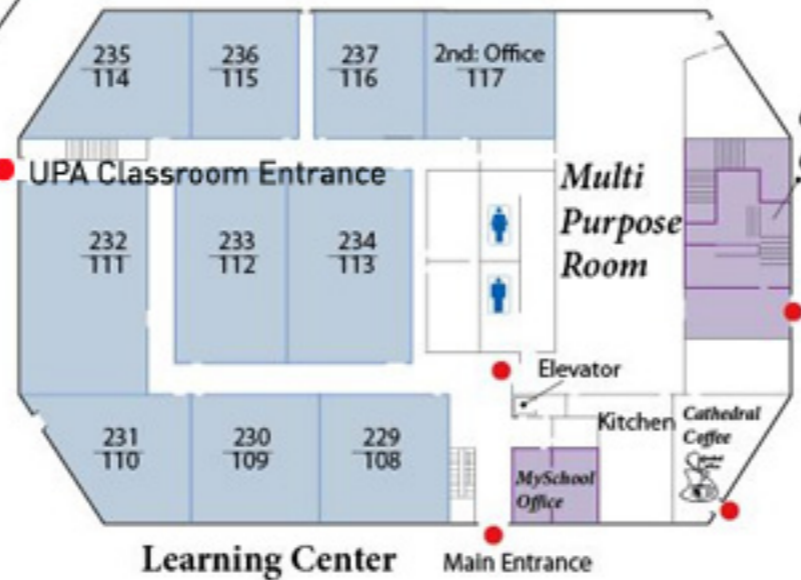 235
114
236
115
237
116
2nd: Office
117
UPA Classroom Entrance
Multi
Purpose
Room
232
111
233
112
234
113
Elevator
Kitchen
Cathedral
Coffee
231
110
230
109
229
108
MySchool
Office
Learning Center
Main Entrance